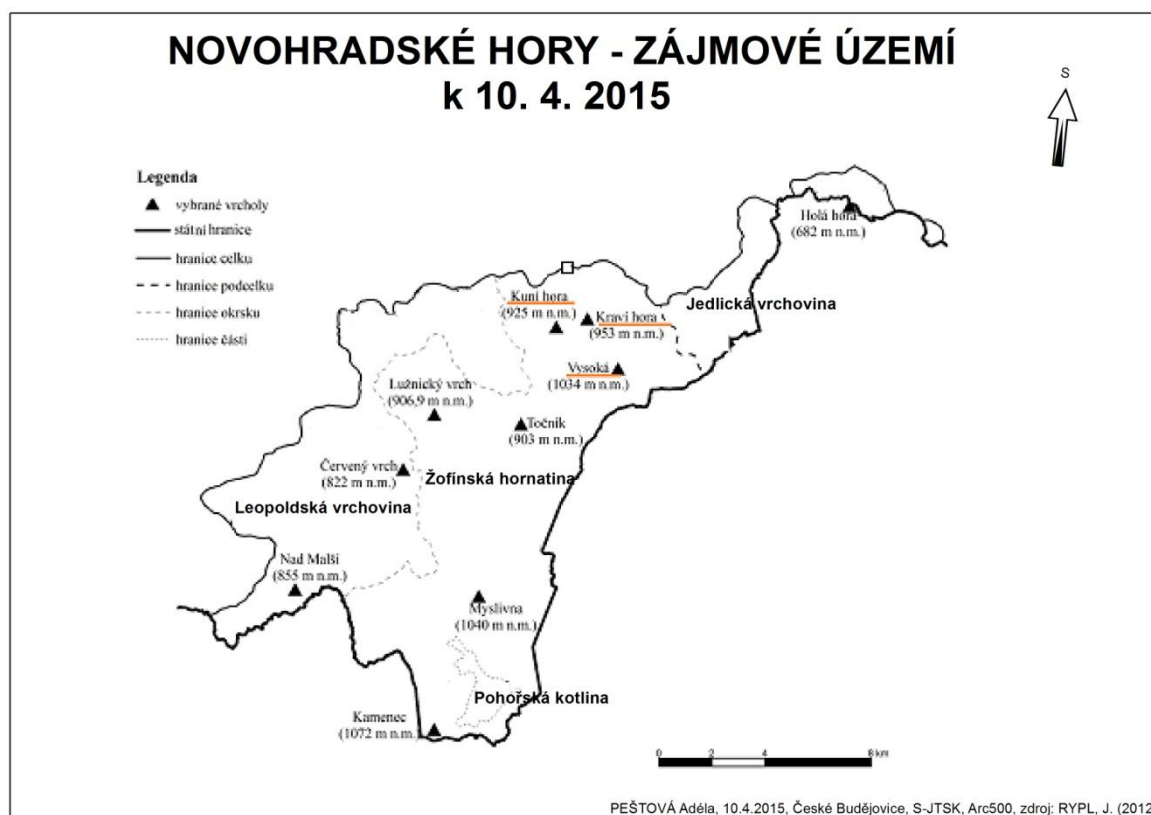 NOVOHRADSKÉ HORY - ZÁJMOVÉ ÚZEMÍ
k 10. 4. 2015
S
Legenda
vybrané vrcholy
státní hranice
hranice celku
hranice podcelku
hranice okrsku
hranice části
Holá hora
(682 m n.m.)
Kuní hora
(925 m n.m.)
Kraví hora
(953 m n.m.)
Jedlická vrchovina
Vysoká
(1034 m n.m.)
Lužnický vrch
(906,9 m n.m.)
Točník
(903 m n.m.)
Červený vrch
(822 m n.m.)
Žofínská hornatina
Leopoldská vrchovina
Nad Malší
(855 m n.m.)
Myslivna
(1040 m n.m.)
Pohořská kotlina
Kamenec
(1072 m n.m.)
0 2 4 8 km
PEŠTOVÁ Adéla, 10.4.2015, České Budějovice, S-JTSK, Arc500, zdroj: RYPL, J. (2012